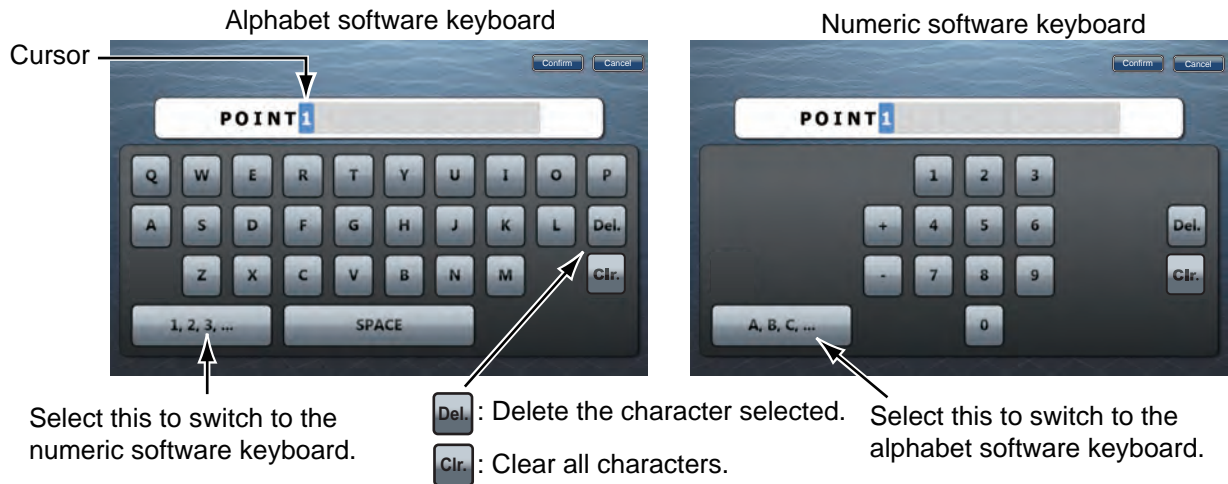 Alphabet software keyboard
Numeric software keyboard
Cursor
Confirm Cancel
POINT1
Q W E R T Y U I O P
A S D F G H J K L Del.
Z X C V B N M Clr.
1, 2, 3, ... SPACE
Confirm Cancel
POINT1
1 2 3
+ 4 5 6 Del.
- 7 8 9 Clr.
A, B, C, ... 0
Select this to switch to the
numeric software keyboard.
Del. : Delete the character selected.
Clr. : Clear all characters.
Select this to switch to the
alphabet software keyboard.